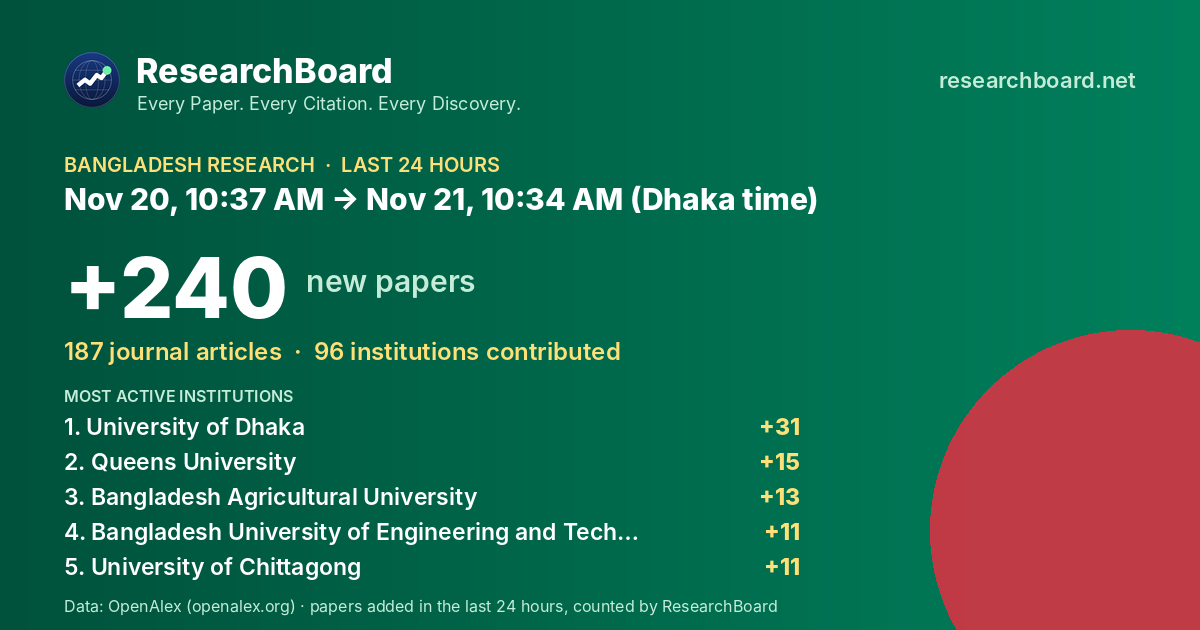 ResearchBoard
Every Paper. Every Citation. Every Discovery.
researchboard.net
BANGLADESH RESEARCH · LAST 24 HOURS
Nov 20, 10:37 AM → Nov 21, 10:34 AM (Dhaka time)
+240 new papers
187 journal articles · 96 institutions contributed
MOST ACTIVE INSTITUTIONS
1. University of Dhaka +31
2. Queens University +15
3. Bangladesh Agricultural University +13
4. Bangladesh University of Engineering and Tech... +11
5. University of Chittagong +11
Data: OpenAlex (openalex.org) · papers added in the last 24 hours, counted by ResearchBoard